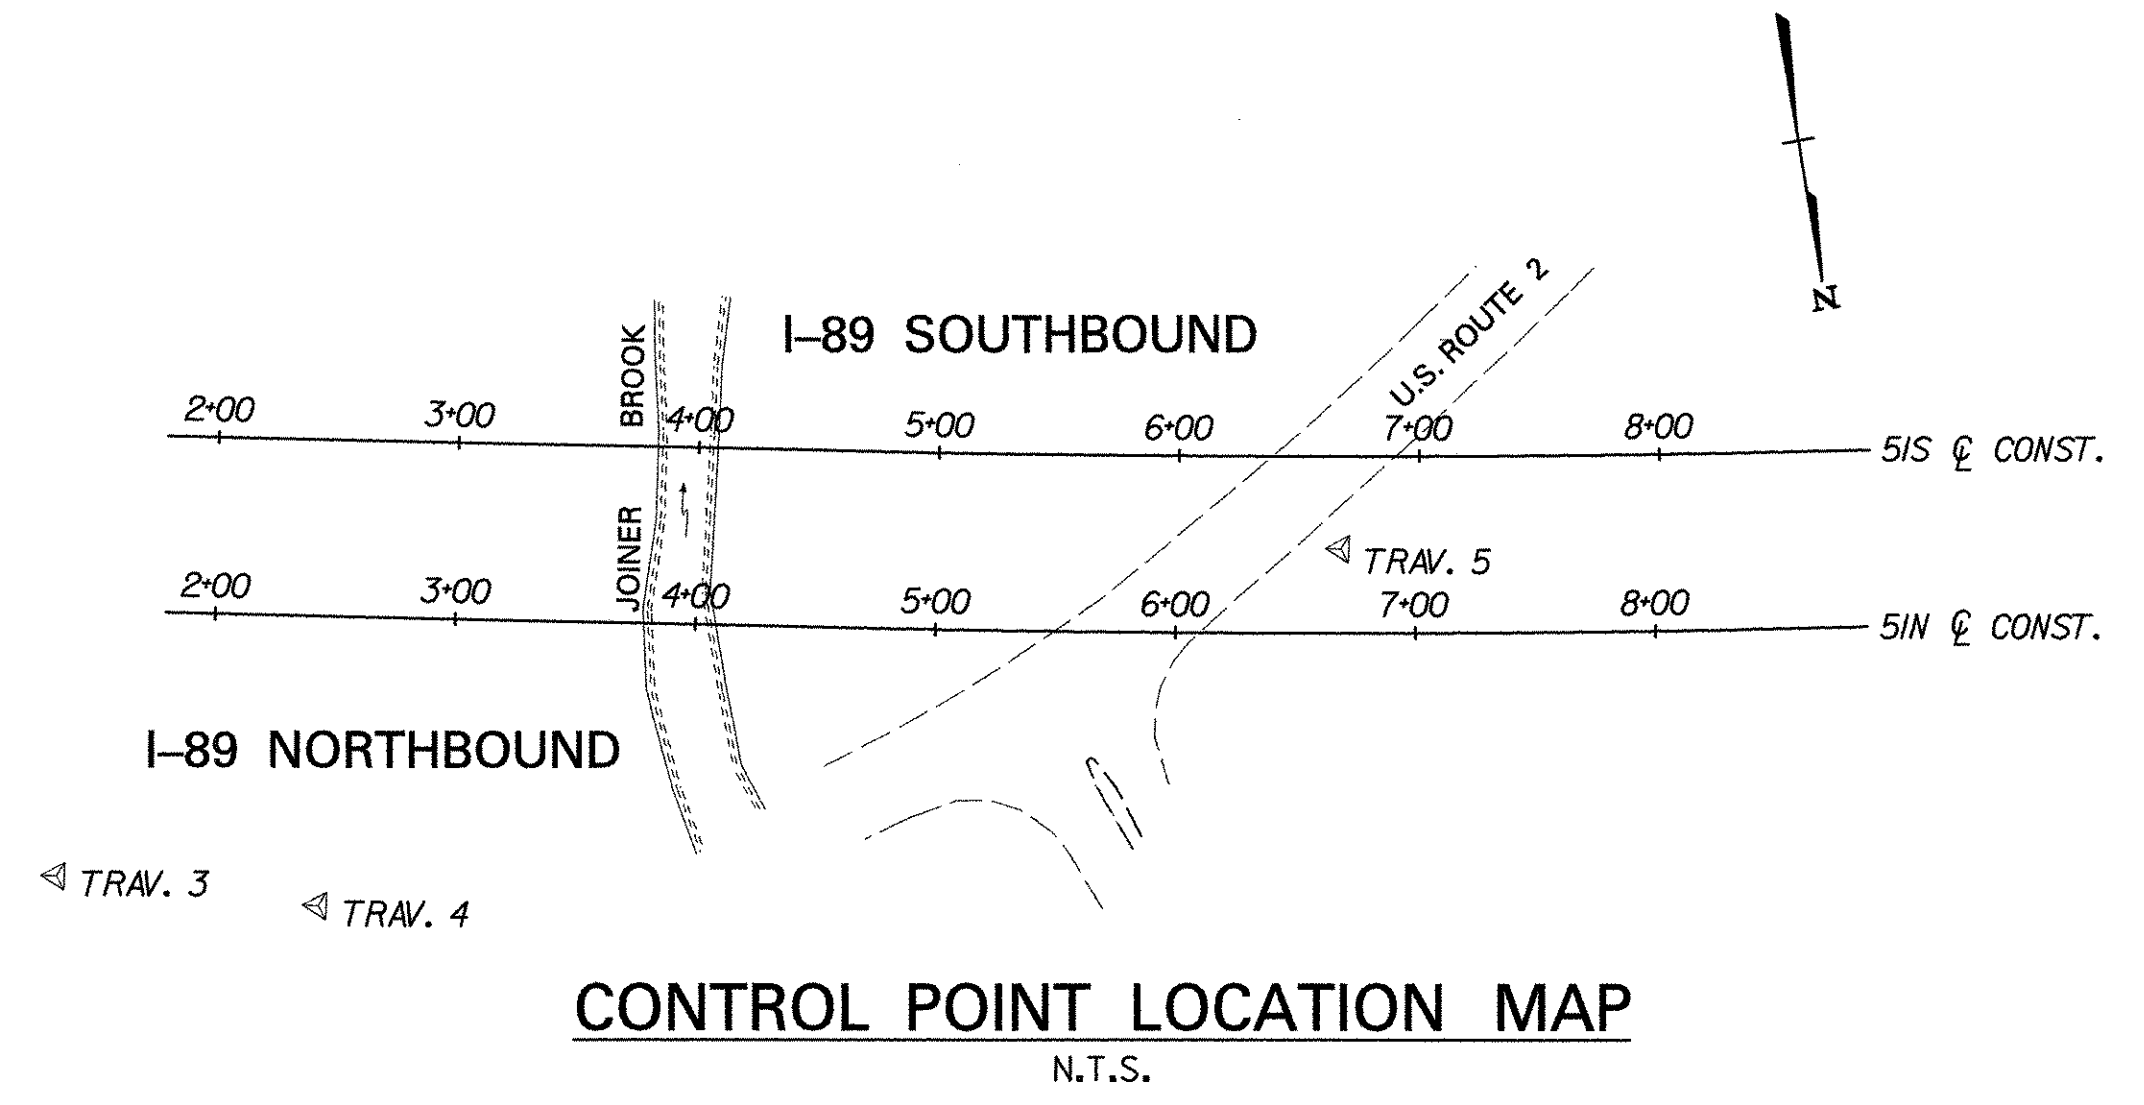 N
U.S. ROUTE 2
I-89 SOUTHBOUND
JOINER BROOK
2+00 3+00 4+00 5+00 6+00 7+00 8+00
51S ℄ CONST.
TRAV. 5
2+00 3+00 4+00 5+00 6+00 7+00 8+00
51N ℄ CONST.
I-89 NORTHBOUND
TRAV. 3
TRAV. 4
CONTROL POINT LOCATION MAP
N.T.S.